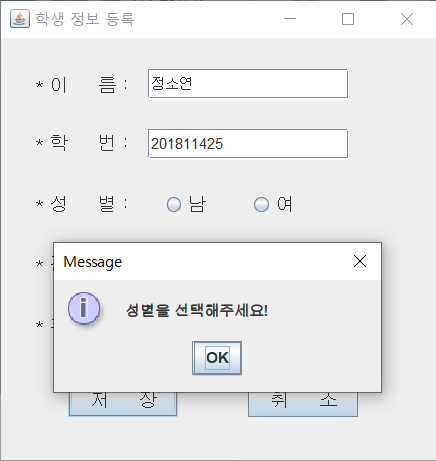 학생 정보 등록
* 이 름 : 정소연
* 학 번 : 201811425
* 성 별 : 남 여
*
Message
성별을 선택해주세요!
OK
*
저 장 취 소